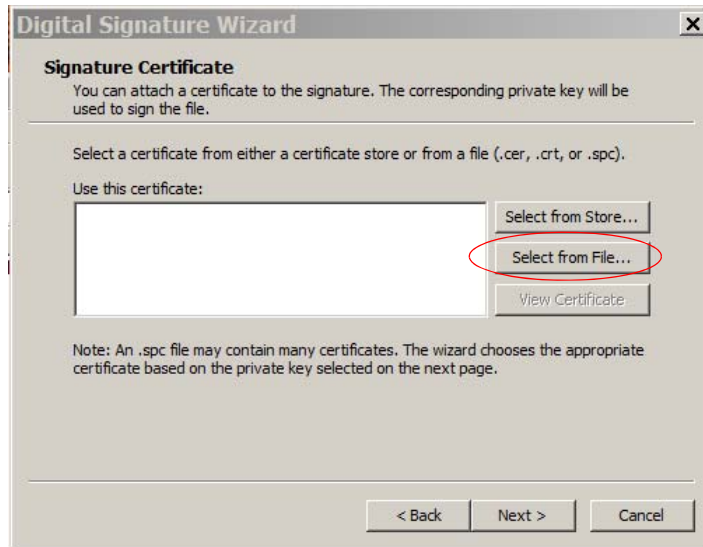 Digital Signature Wizard
Signature Certificate
You can attach a certificate to the signature. The corresponding private key will be
used to sign the file.
Select a certificate from either a certificate store or from a file (.cer, .crt, or .spc).
Use this certificate:
Select from Store...
Select from File...
View Certificate
Note: An .spc file may contain many certificates. The wizard chooses the appropriate
certificate based on the private key selected on the next page.
< Back
Next >
Cancel